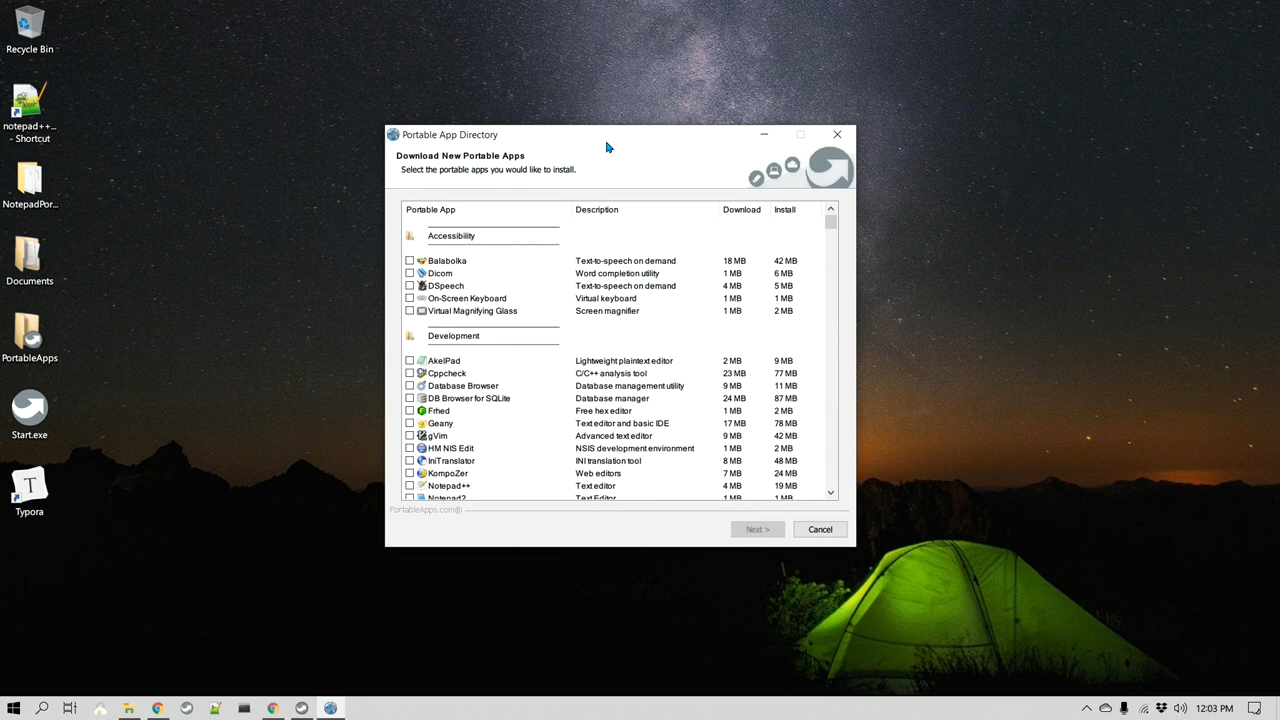 Recycle Bin
notepad++...
- Shortcut
NotepadPor...
Documents
PortableApps
Start.exe
T
Typora
Portable App Directory
Download New Portable Apps
Select the portable apps you would like to install.
Portable App Description Download Install
Accessibility
Balabolka Text-to-speech on demand 18 MB 42 MB
Dicom Word completion utility 1 MB 6 MB
DSpeech Text-to-speech on demand 4 MB 5 MB
On-Screen Keyboard Virtual keyboard 1 MB 1 MB
Virtual Magnifying Glass Screen magnifier 1 MB 2 MB
Development
AkelPad Lightweight plaintext editor 2 MB 9 MB
Cppcheck C/C++ analysis tool 23 MB 77 MB
Database Browser Database management utility 9 MB 11 MB
DB Browser for SQLite Database manager 24 MB 87 MB
Frhed Free hex editor 1 MB 2 MB
Geany Text editor and basic IDE 17 MB 78 MB
gVim Advanced text editor 9 MB 42 MB
HM NIS Edit NSIS development environment 1 MB 2 MB
IniTranslator INI translation tool 8 MB 48 MB
KompoZer Web editors 7 MB 24 MB
Notepad++ Text editor 4 MB 19 MB
Notepad2 Text Editor 1 MB 2 MB
PortableApps.com®
Next >
Cancel
12:03 PM